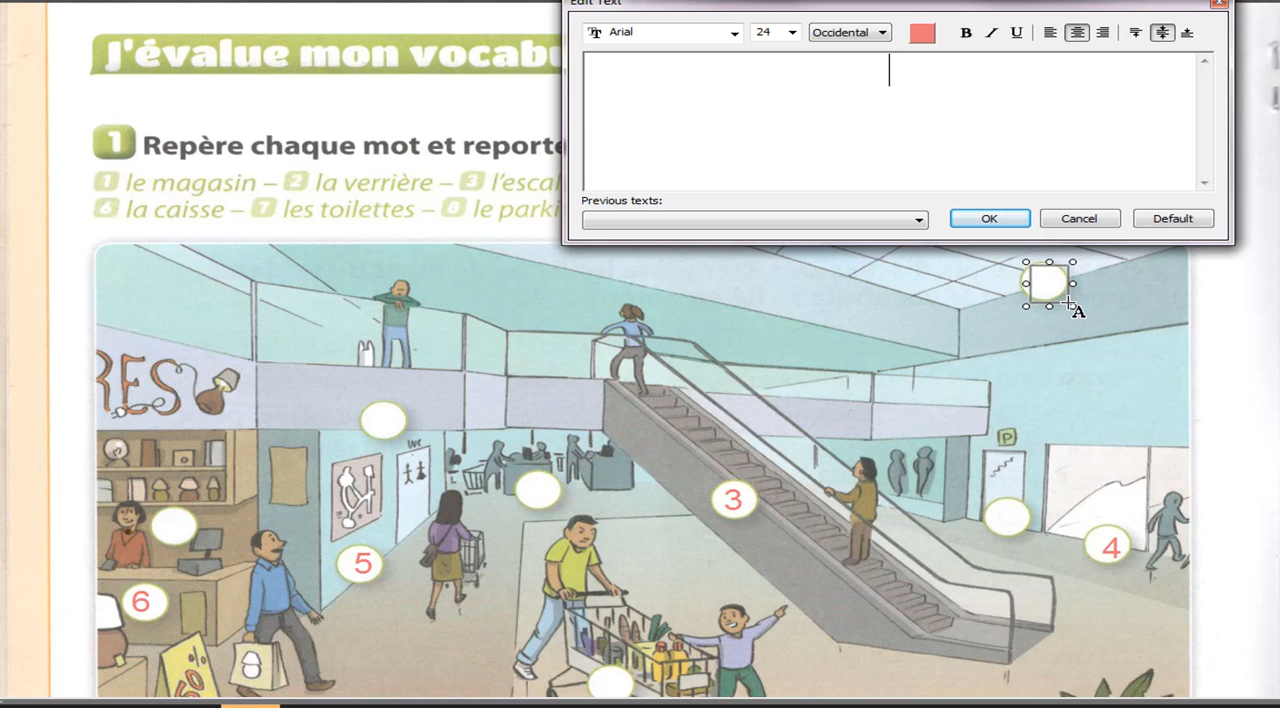 Edit Text
Arial 24 Occidental B I U
Previous texts:
OK Cancel Default
J'évalue mon vocabu
1 Repère chaque mot et reporte
1 le magasin – 2 la verrière – 3 l'escal
6 la caisse – 7 les toilettes – 8 le parki
A
RES
WC
P
3
5
4
6
50 %